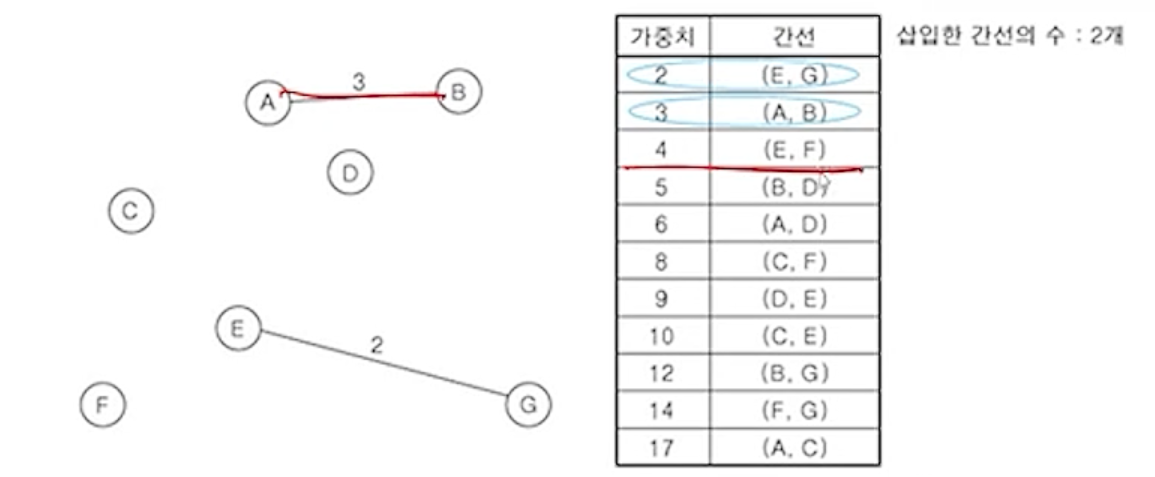 가중치 간선
삽입한 간선의 수 : 2개
2 (E, G)
3 (A, B)
4 (E, F)
5 (B, D)
6 (A, D)
8 (C, F)
9 (D, E)
10 (C, E)
12 (B, G)
14 (F, G)
17 (A, C)
3
A
B
D
C
E
2
F
G